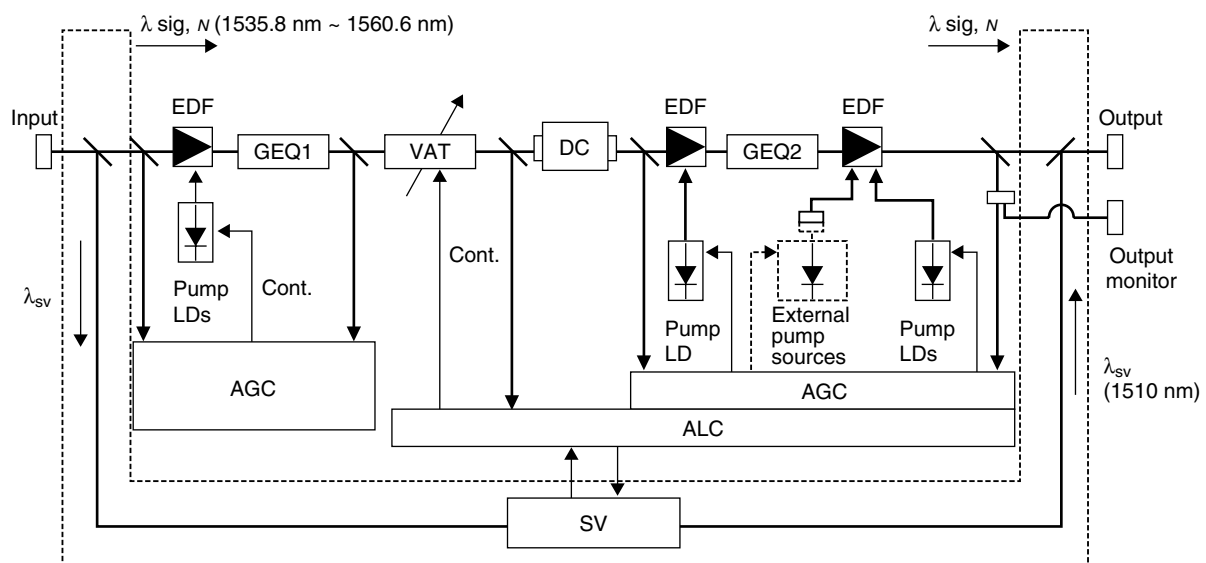 λ sig, N (1535.8 nm ~ 1560.6 nm)
λ sig, N
Input
EDF
EDF
EDF
Output
GEQ1
VAT
DC
GEQ2
Cont.
Output
monitor
λsv
Pump
LDs
Cont.
Pump
LD
External
pump
sources
Pump
LDs
λsv
(1510 nm)
AGC
AGC
ALC
SV